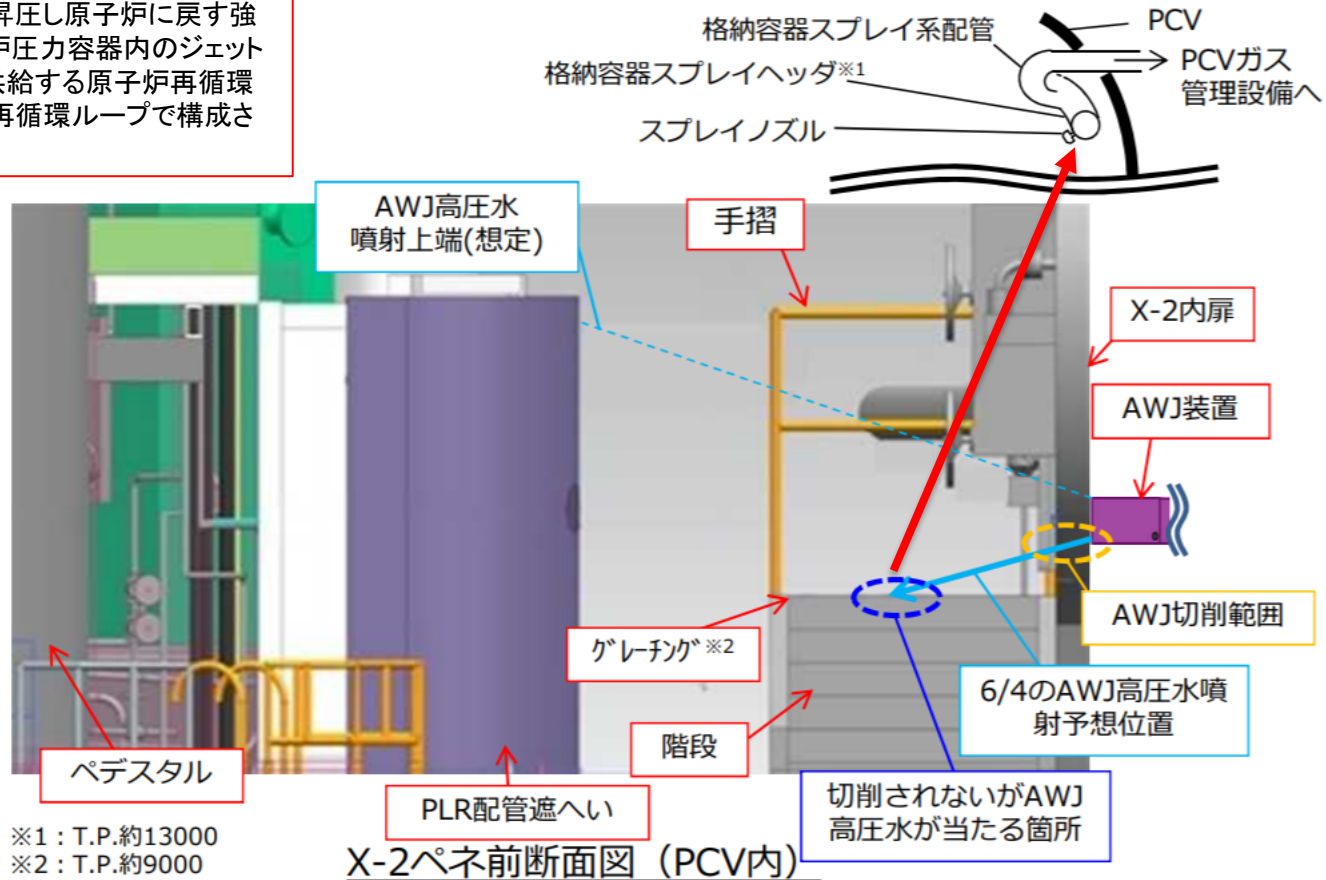 昇圧し原子炉に戻す強
炉圧力容器内のジェット
供給する原子炉再循環
再循環ループで構成さ
格納容器スプレイ系配管
PCV
格納容器スプレイヘッダ※1
PCVガス
管理設備へ
スプレイノズル
AWJ高圧水
噴射上端(想定)
手摺
X-2内扉
AWJ装置
AWJ切削範囲
グレーチング※2
6/4のAWJ高圧水噴
射予想位置
階段
ペデスタル
PLR配管遮へい
切削されないがAWJ
高圧水が当たる箇所
※1：T.P.約13000
※2：T.P.約9000
X-2ペネ前断面図（PCV内）